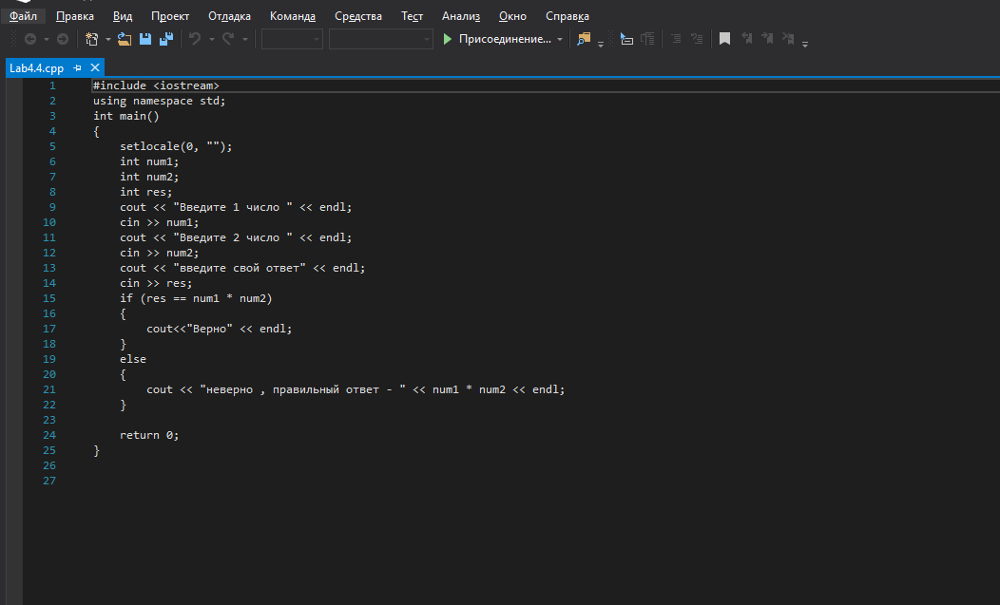 Файл Правка Вид Проект Отладка Команда Средства Тест Анализ Окно Справка
Присоединение...
Lab4.4.cpp
1 #include <iostream>
2 using namespace std;
3 int main()
4 {
5 setlocale(0, "");
6 int num1;
7 int num2;
8 int res;
9 cout << "Введите 1 число " << endl;
10 cin >> num1;
11 cout << "Введите 2 число " << endl;
12 cin >> num2;
13 cout << "введите свой ответ" << endl;
14 cin >> res;
15 if (res == num1 * num2)
16 {
17 cout<<"Верно" << endl;
18 }
19 else
20 {
21 cout << "неверно , правильный ответ - " << num1 * num2 << endl;
22 }
23
24 return 0;
25 }
26
27